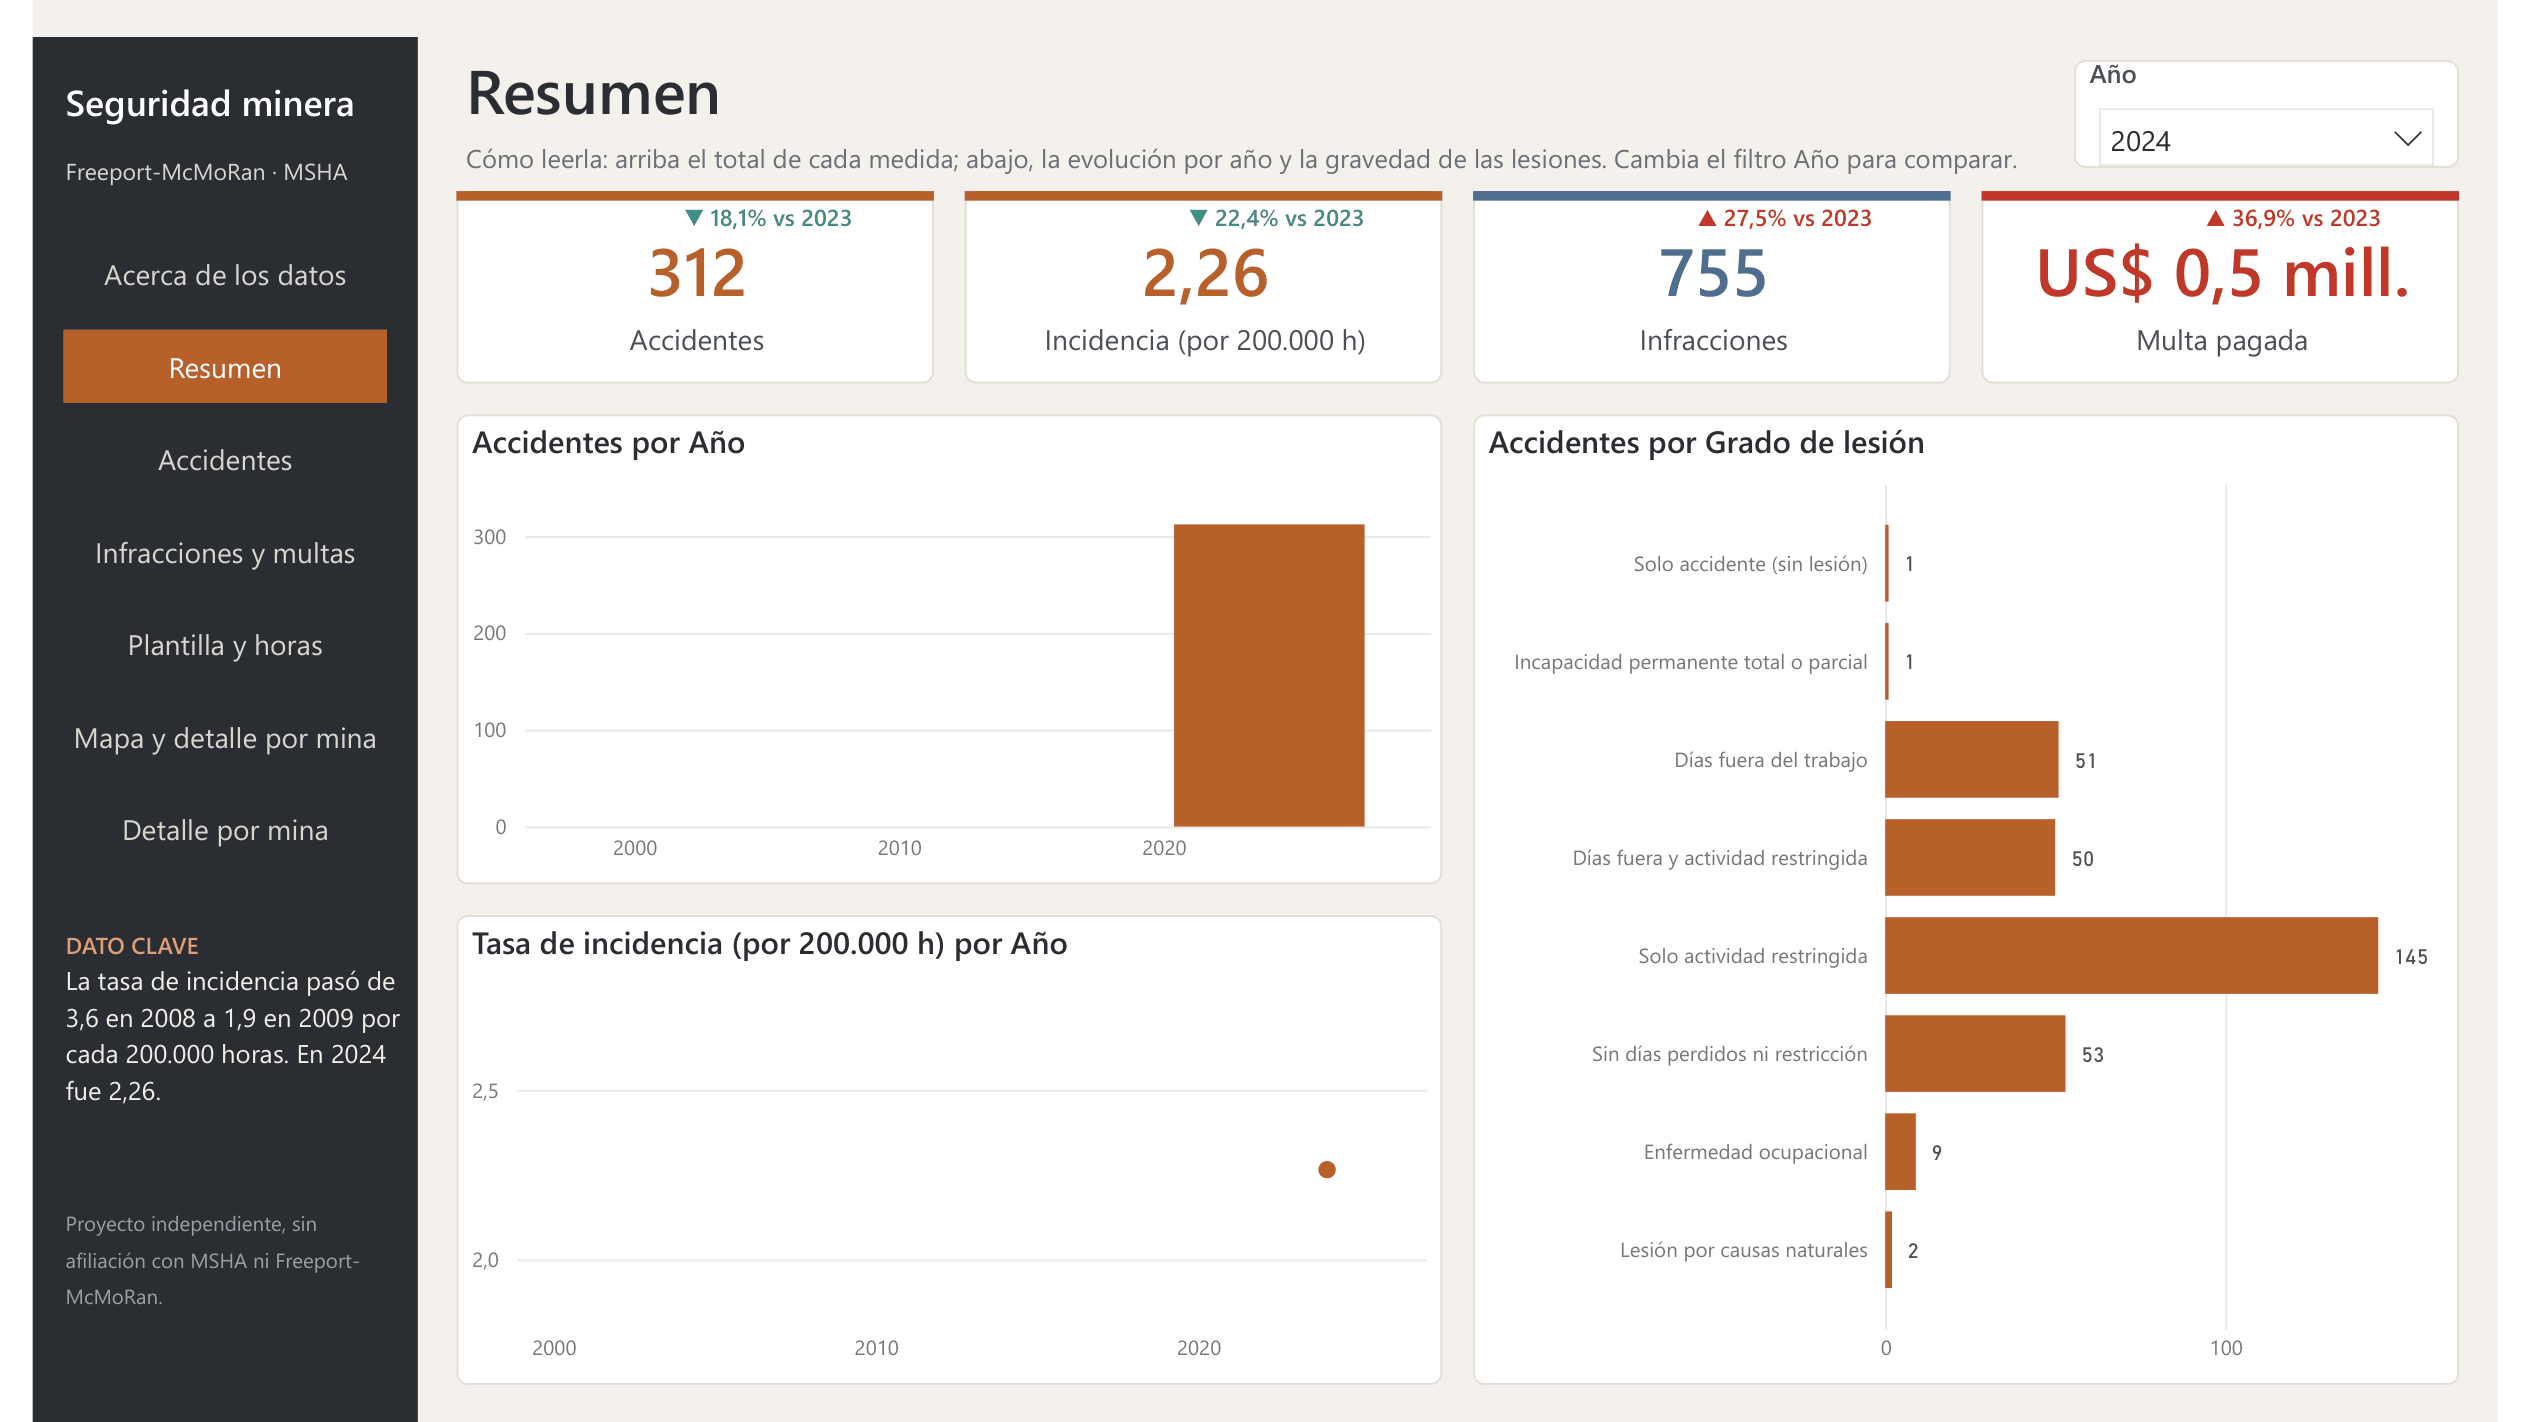 Seguridad minera
Freeport-McMoRan · MSHA
Acerca de los datos
Resumen
Accidentes
Infracciones y multas
Plantilla y horas
Mapa y detalle por mina
Detalle por mina
DATO CLAVE
La tasa de incidencia pasó de
3,6 en 2008 a 1,9 en 2009 por
cada 200.000 horas. En 2024
fue 2,26.
Proyecto independiente, sin
afiliación con MSHA ni Freeport-
McMoRan.
Resumen
Cómo leerla: arriba el total de cada medida; abajo, la evolución por año y la gravedad de las lesiones. Cambia el filtro Año para comparar.
Año
2024
▼ 18,1% vs 2023
312
Accidentes
▼ 22,4% vs 2023
2,26
Incidencia (por 200.000 h)
▲ 27,5% vs 2023
755
Infracciones
▲ 36,9% vs 2023
US$ 0,5 mill.
Multa pagada
Accidentes por Año
300
200
100
0
2000 2010 2020
Tasa de incidencia (por 200.000 h) por Año
2,5
2,0
2000 2010 2020
Accidentes por Grado de lesión
Solo accidente (sin lesión) 1
Incapacidad permanente total o parcial 1
Días fuera del trabajo 51
Días fuera y actividad restringida 50
Solo actividad restringida 145
Sin días perdidos ni restricción 53
Enfermedad ocupacional 9
Lesión por causas naturales 2
0 100